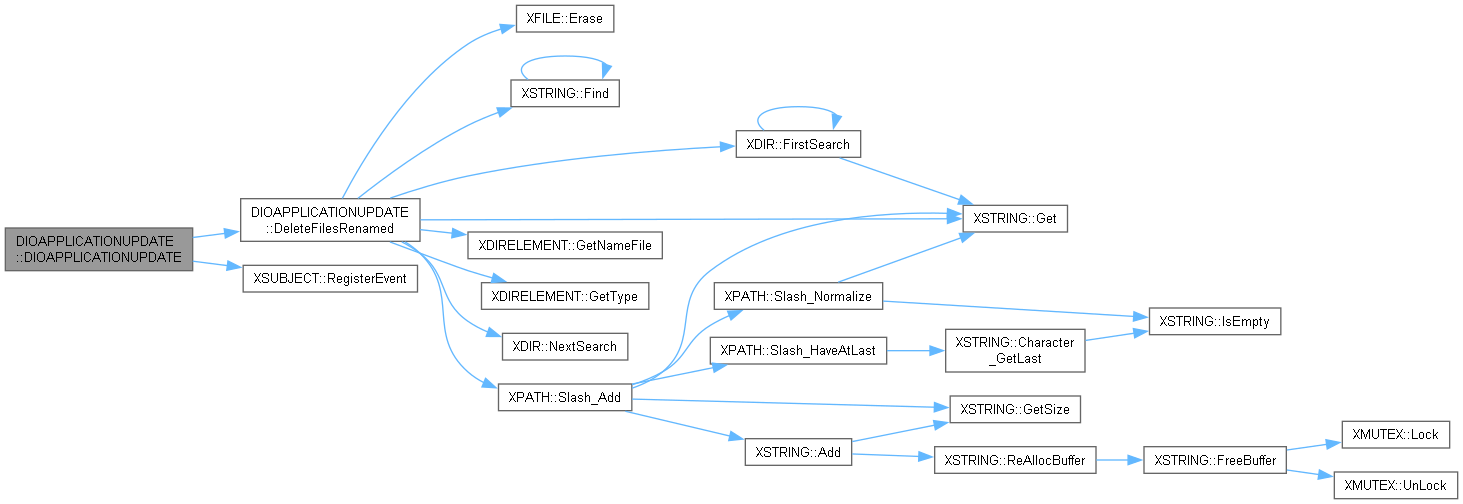 XFILE::Erase
XSTRING::Find
XDIR::FirstSearch
DIOAPPLICATIONUPDATE
::DeleteFilesRenamed
XSTRING::Get
DIOAPPLICATIONUPDATE
::DIOAPPLICATIONUPDATE
XDIRELEMENT::GetNameFile
XSUBJECT::RegisterEvent
XDIRELEMENT::GetType
XPATH::Slash_Normalize
XSTRING::IsEmpty
XDIR::NextSearch
XPATH::Slash_HaveAtLast
XSTRING::Character
_GetLast
XPATH::Slash_Add
XSTRING::GetSize
XSTRING::Add
XSTRING::ReAllocBuffer
XSTRING::FreeBuffer
XMUTEX::Lock
XMUTEX::UnLock